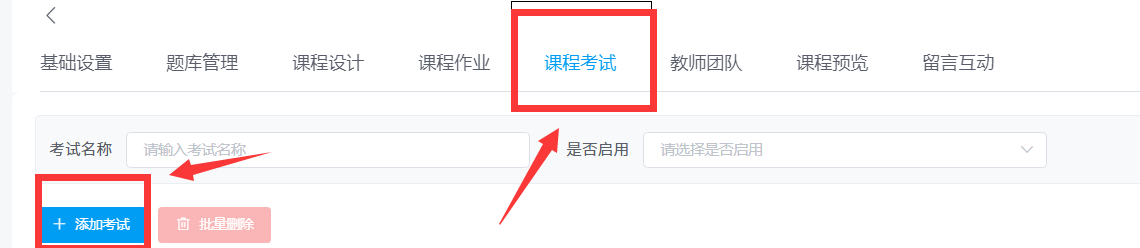 基础设置 题库管理 课程设计 课程作业 课程考试 教师团队 课程预览 留言互动
考试名称 请输入考试名称 是否启用 请选择是否启用
添加考试 批量删除